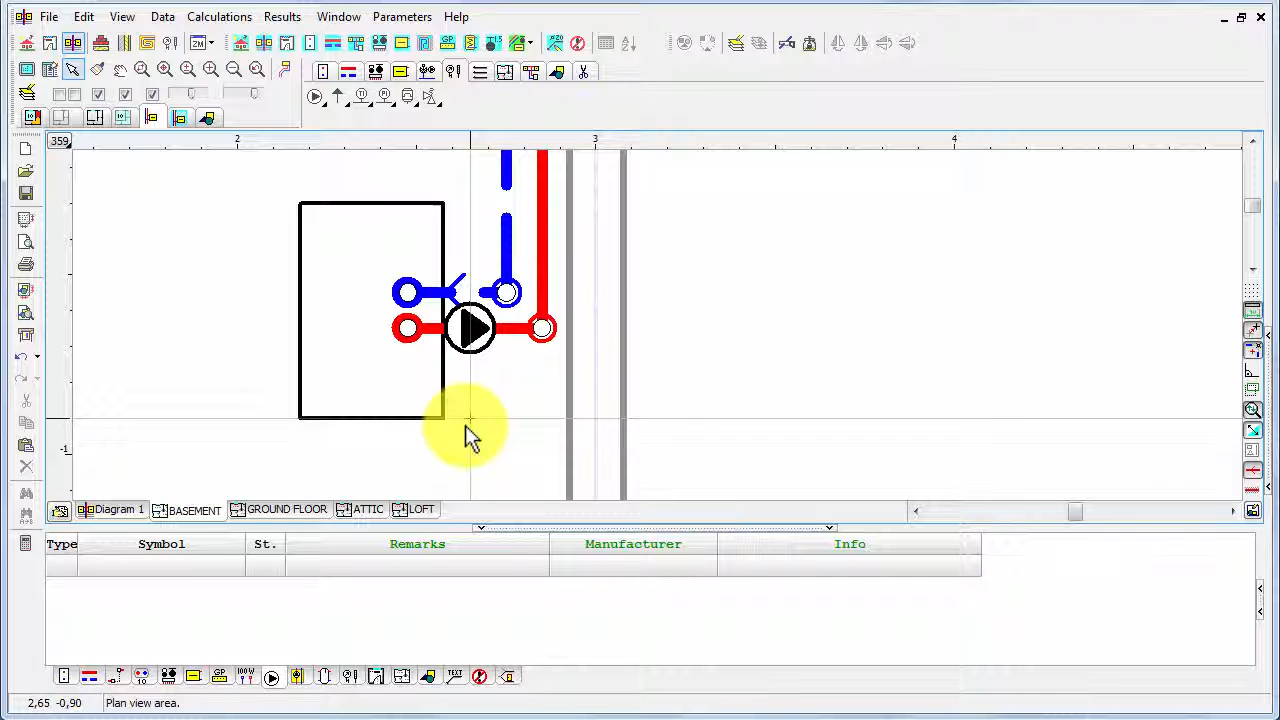 File Edit View Data Calculations Results Window Parameters Help
359 2 3 4
-1
Diagram 1 BASEMENT GROUND FLOOR ATTIC LOFT
Type Symbol St. Remarks Manufacturer Info
2,65 -0,90 Plan view area.